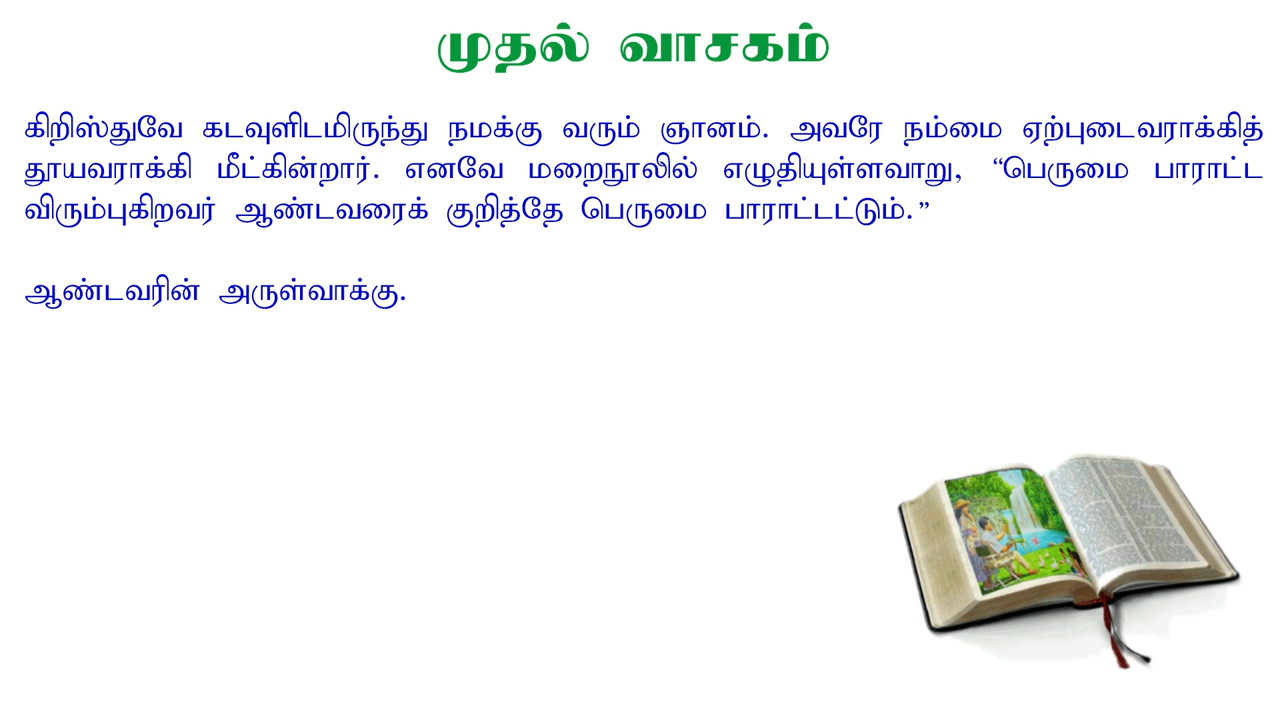 முதல் வாசகம்
கிறிஸ்துவே கடவுளிடமிருந்து நமக்கு வரும் ஞானம். அவரே நம்மை ஏற்புடைவராக்கித்
தூயவராக்கி மீட்கின்றார். எனவே மறைநூலில் எழுதியுள்ளவாறு, “பெருமை பாராட்ட
விரும்புகிறவர் ஆண்டவரைக் குறித்தே பெருமை பாராட்டட்டும்.”
ஆண்டவரின் அருள்வாக்கு.